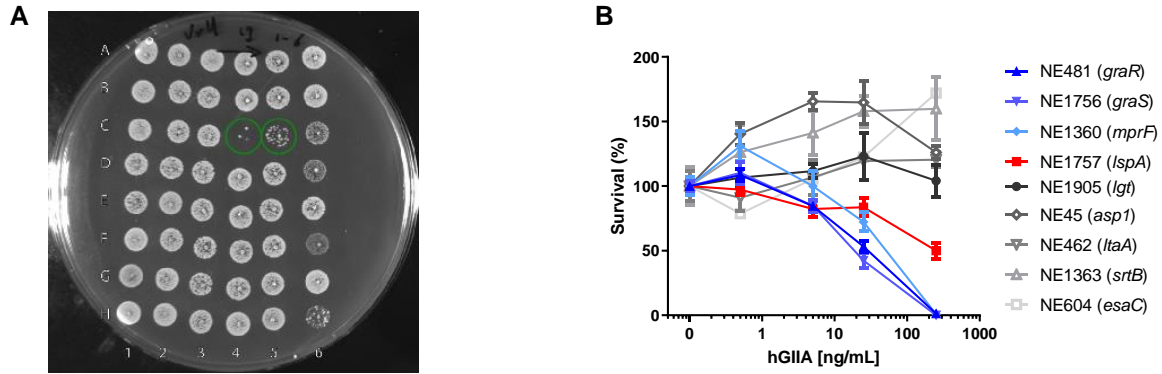 A
A
B
C
D
E
F
G
H
1 2 3 4 5 6
B
Survival (%)
200
150
100
50
0
0 1 10 100 1000
hGIIA [ng/mL]
NE481 (graR)
NE1756 (graS)
NE1360 (mprF)
NE1757 (lspA)
NE1905 (lgt)
NE45 (asp1)
NE462 (ltaA)
NE1363 (srtB)
NE604 (esaC)